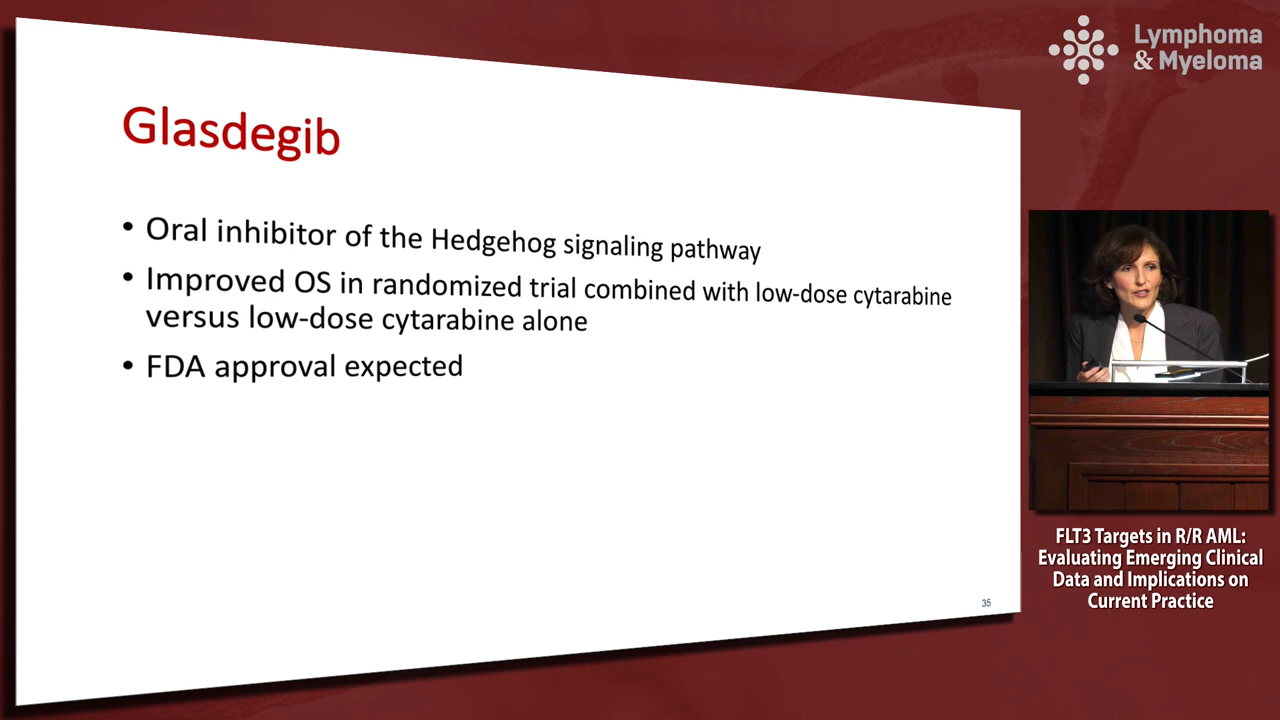 Lymphoma
& Myeloma
Glasdegib
• Oral inhibitor of the Hedgehog signaling pathway
• Improved OS in randomized trial combined with low-dose cytarabine
versus low-dose cytarabine alone
• FDA approval expected
35
FLT3 Targets in R/R AML:
Evaluating Emerging Clinical
Data and Implications on
Current Practice